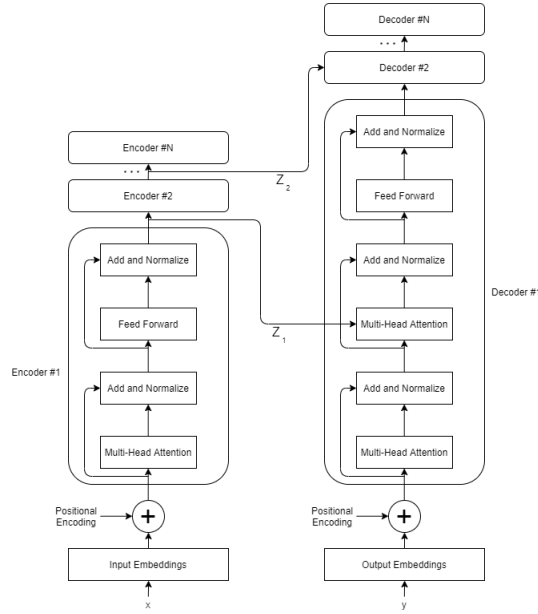 Decoder #N
...
Decoder #2
Encoder #N
...
Z2
Encoder #2
Add and Normalize
Feed Forward
Add and Normalize
Multi-Head Attention
Encoder #1
Z1
Add and Normalize
Feed Forward
Add and Normalize
Multi-Head Attention
Add and Normalize
Multi-Head Attention
Decoder #1
Positional
Encoding
+
Positional
Encoding
+
Input Embeddings
Output Embeddings
x
y